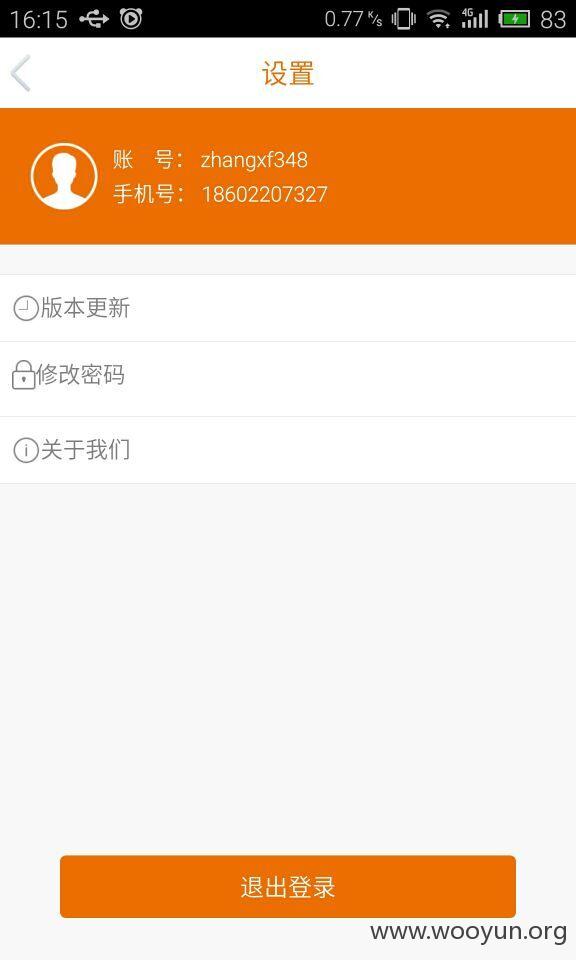 16:15 0.77 K/s 4G 83
设置
账 号： zhangxf348
手机号： 18602207327
版本更新
修改密码
关于我们
退出登录
www.wooyun.org